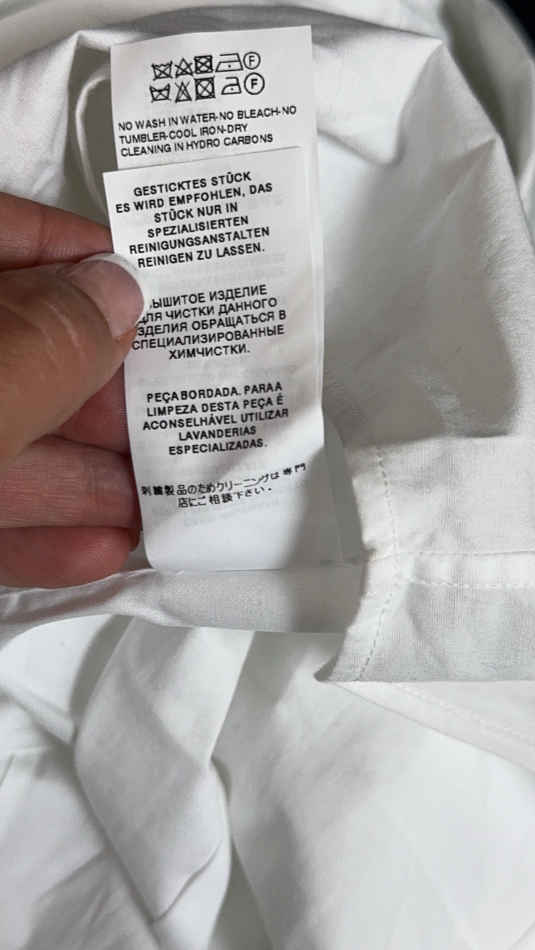 NO WASH IN WATER-NO BLEACH-NO
TUMBLER-COOL IRON-DRY
CLEANING IN HYDRO CARBONS
GESTICKTES STÜCK
ES WIRD EMPFOHLEN, DAS
STÜCK NUR IN
SPEZIALISIERTEN
REINIGUNGSANSTALTEN
REINIGEN ZU LASSEN.
ИЗДЕЛИЕ
ЧИСТКИ ДАННОГО
ОБРАЩАТЬСЯ В
СПЕЦИАЛИЗИРОВАННЫЕ
ХИМЧИСТКИ.
PEÇA BORDADA. PARA A
LIMPEZA DESTA PEÇA É
ACONSELHÁVEL UTILIZAR
LAVANDERIAS
ESPECIALIZADAS.
刺繍製品のためクリーニングは専門
店にご相談下さい。